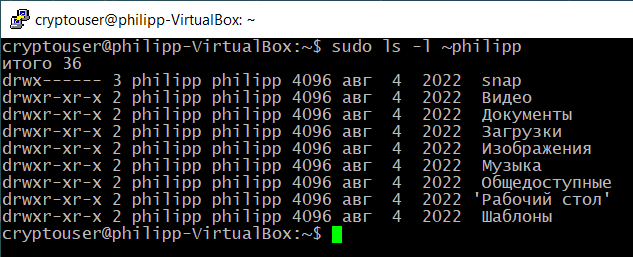 cryptouser@philipp-VirtualBox: ~
cryptouser@philipp-VirtualBox:~$ sudo ls -l ~philipp
итого 36
drwx------ 3 philipp philipp 4096 авг  4  2022  snap
drwxr-xr-x 2 philipp philipp 4096 авг  4  2022  Видео
drwxr-xr-x 2 philipp philipp 4096 авг  4  2022  Документы
drwxr-xr-x 2 philipp philipp 4096 авг  4  2022  Загрузки
drwxr-xr-x 2 philipp philipp 4096 авг  4  2022  Изображения
drwxr-xr-x 2 philipp philipp 4096 авг  4  2022  Музыка
drwxr-xr-x 2 philipp philipp 4096 авг  4  2022  Общедоступные
drwxr-xr-x 2 philipp philipp 4096 авг  4  2022 'Рабочий стол'
drwxr-xr-x 2 philipp philipp 4096 авг  4  2022  Шаблоны
cryptouser@philipp-VirtualBox:~$